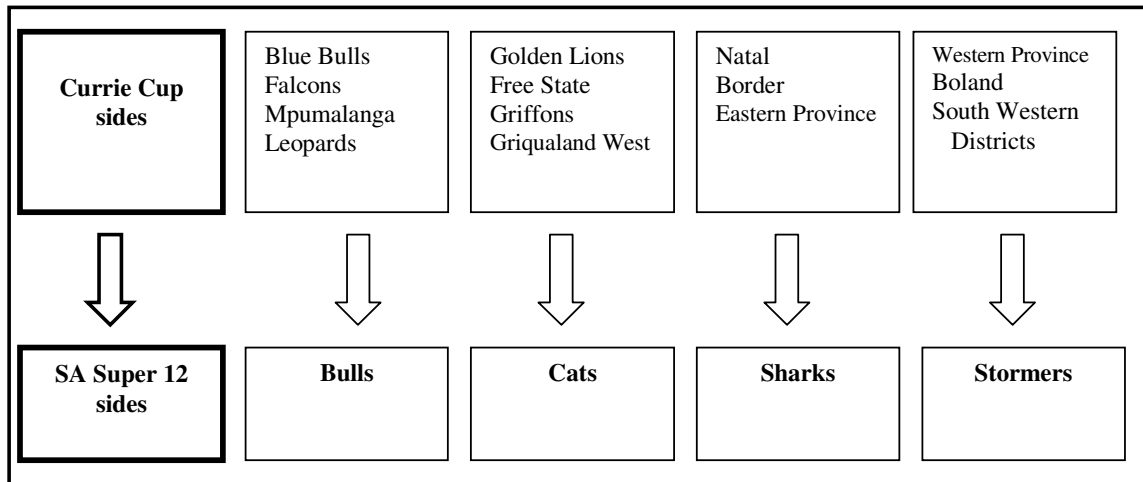 Currie Cup
sides
Blue Bulls
Falcons
Mpumalanga
Leopards
Golden Lions
Free State
Griffons
Griqualand West
Natal
Border
Eastern Province
Western Province
Boland
South Western
Districts
SA Super 12
sides
Bulls
Cats
Sharks
Stormers